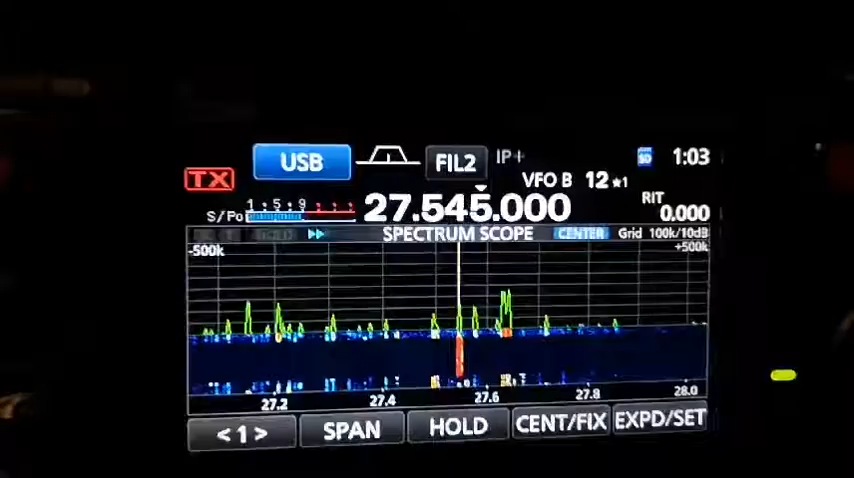 USB FIL2 IP+ SD 1:03
TX VFO B 12★1
1 5 9 RIT
S/Po 27.545.000 0.000
SPECTRUM SCOPE CENTER Grid 100k/10dB
-500k +500k
27.2 27.4 27.6 27.8 28.0
<1> SPAN HOLD CENT/FIX EXPD/SET